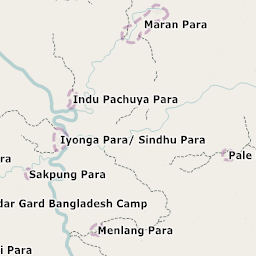 Maran Para
Indu Pachuya Para
Iyonga Para/ Sindhu Para
Pale
ra
Sakpung Para
dar Gard Bangladesh Camp
Menlang Para
i Para